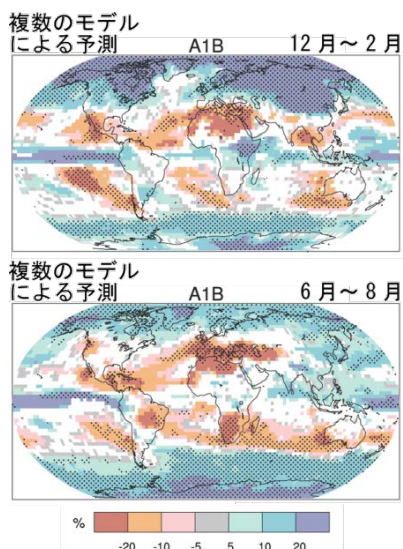 複数のモデル
による予測 A1B 12月～2月
複数のモデル
による予測 A1B 6月～8月
%
-20 -10 -5 5 10 20